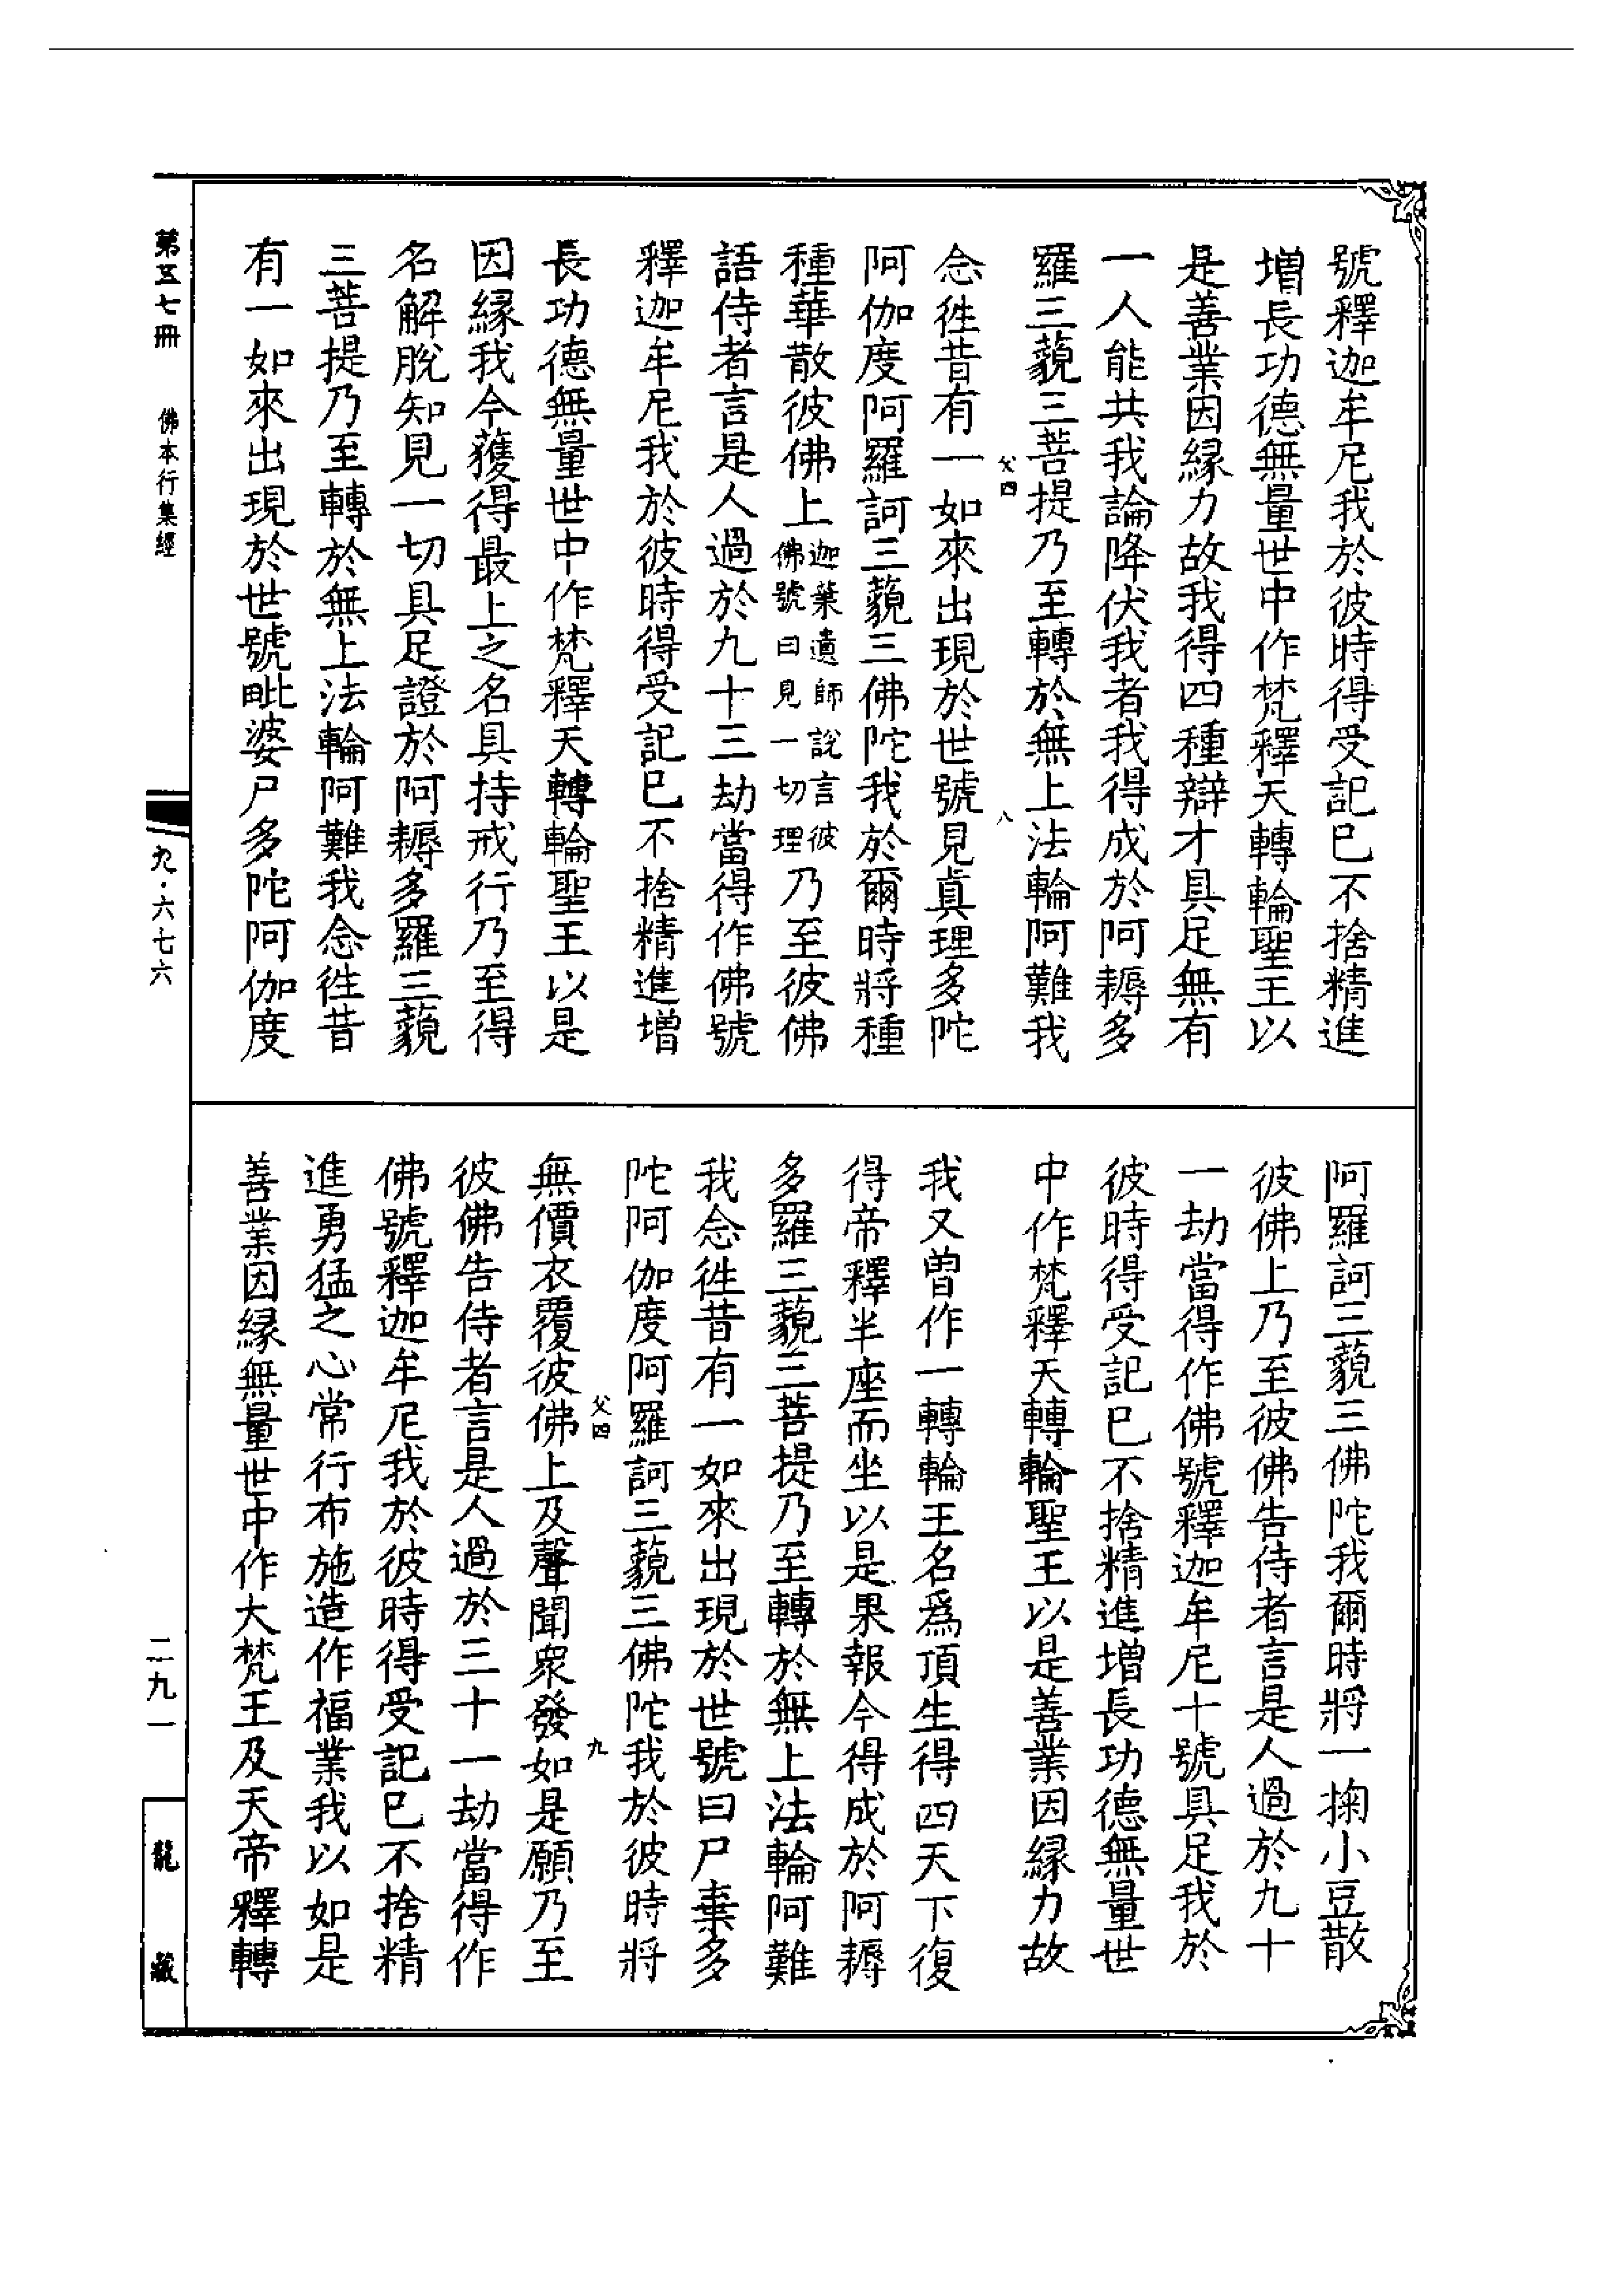 號釋迦牟尼我於彼時得受記已不捨精進
增長功德無量世中作梵釋天轉輪聖王以
是善業因緣力故我得四種辯才具足無有
一人能共我論降伏我者我得成於阿耨多
羅三藐三菩提乃至轉於無上法輪阿難我
父四
八
念往昔有一如來出現於世號見真理多陀
阿伽度阿羅訶三藐三佛陀我於爾時將種
種華散彼佛上迦葉遺師說言彼佛號曰見一切理乃至彼佛
語侍者言是人過於九十三劫當得作佛號
釋迦牟尼我於彼時得受記已不捨精進增
長功德無量世中作梵釋天轉輪聖王以是
因緣我今獲得最上之名具持戒行乃至得
名解脫知見一切具足證於阿耨多羅三藐
三菩提乃至轉於無上法輪阿難我念往昔
有一如來出現於世號毗婆尸多陀阿伽度
阿羅訶三藐三佛陀我爾時將一掬小豆散
彼佛上乃至彼佛告侍者言是人過於九十
一劫當得作佛號釋迦牟尼十號具足我於
彼時得受記已不捨精進增長功德無量世
中作梵釋天轉輪聖王以是善業因緣力故
我又曾作一轉輪王名爲頂生得四天下復
得帝釋半座而坐以是果報今得成於阿耨
多羅三藐三菩提乃至轉於無上法輪阿難
我念往昔有一如來出現於世號曰尸棄多
陀阿伽度阿羅訶三藐三佛陀我於彼時將
父四
九
無價衣覆彼佛上及聲聞眾發如是願乃至
彼佛告侍者言是人過於三十一劫當得作
佛號釋迦牟尼我於彼時得受記已不捨精
進勇猛之心常行布施造作福業我以如是
善業因緣無量世中作大梵王及天帝釋轉
第五七冊
佛本行集經
九·六七六
二九一
龍藏